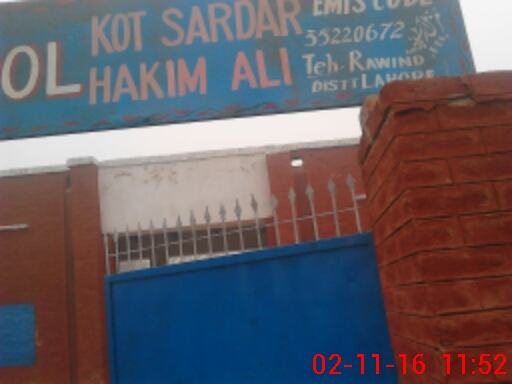 OL KOT SARDAR
HAKIM ALI
EMIS CODE
35220672
Teh. RAWIND
DISTT LAHORE
02-11-16 11:52